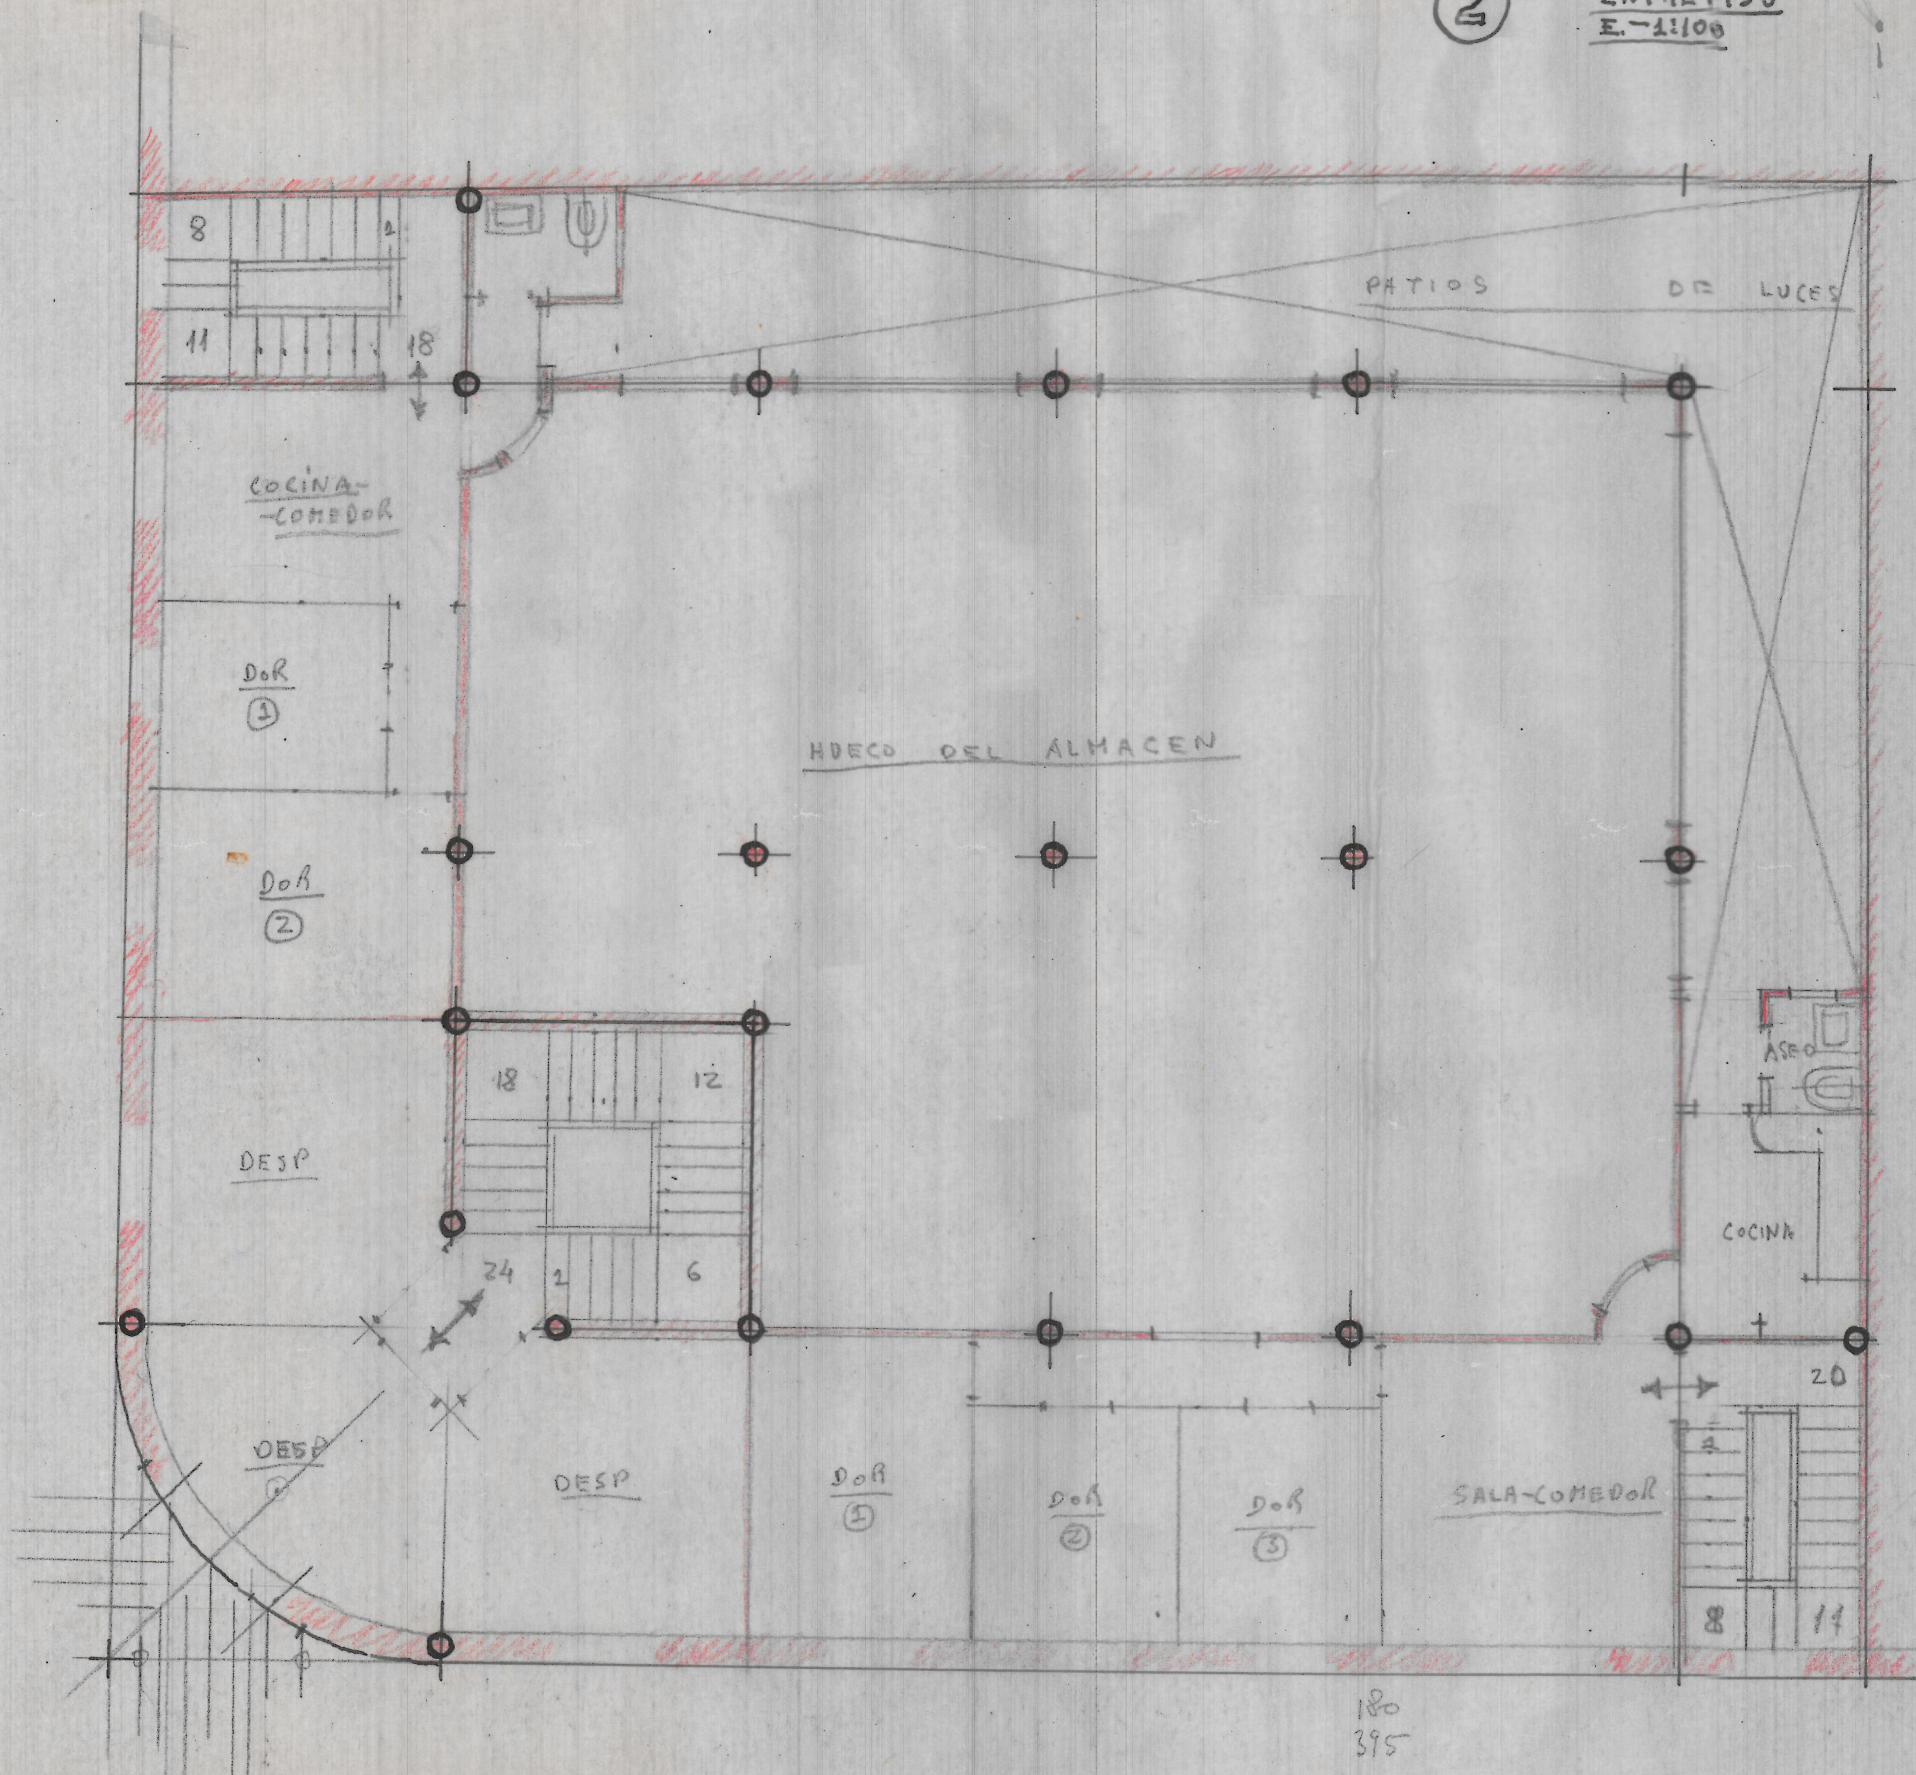 2
E.-1:100
8
1
11
18
PATIOS DE LUCES
COCINA-
-COMEDOR
DOR
1
HUECO DEL ALMACEN
DOR
2
18
12
ASEO
DESP
COCINA
24
1
6
20
DESP
DESP
DOR
1
DOR
2
DOR
3
SALA-COMEDOR
8
11
180
395